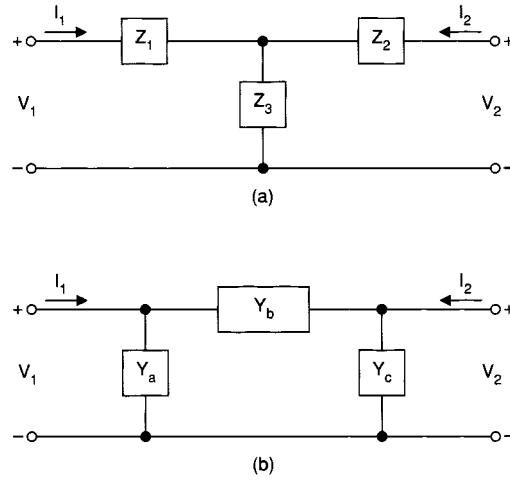 I1 I2
+ Z1 Z2 +
Z3
V1 V2
− −
(a)
I1 I2
+ Yb +
V1 Ya Yc V2
− −
(b)